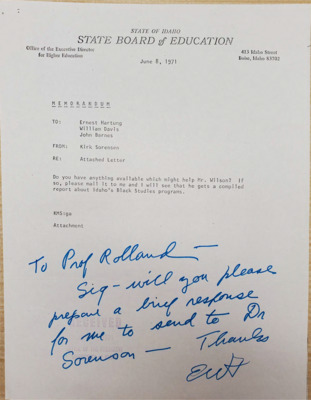 STATE OF IDAHO
STATE BOARD of EDUCATION
Office of the Executive Director
for Higher Education
413 Idaho Street
Boise, Idaho 83702
June 8, 1971
MEMORANDUM
TO: Ernest Hartung
William Davis
John Barnes
FROM: Kirk Sorenson
RE: Attached Letter
Do you have anything available which might help Mr. Wilson? If
so, please mail it to me and I will see that he gets a compiled
report about Idaho's Black Studies programs.
KMS:go
Attachment
To Prof Rolland —
Sig - will you please
prepare a brief response
for me to send to Dr
Sorenson — Thanks
EWH